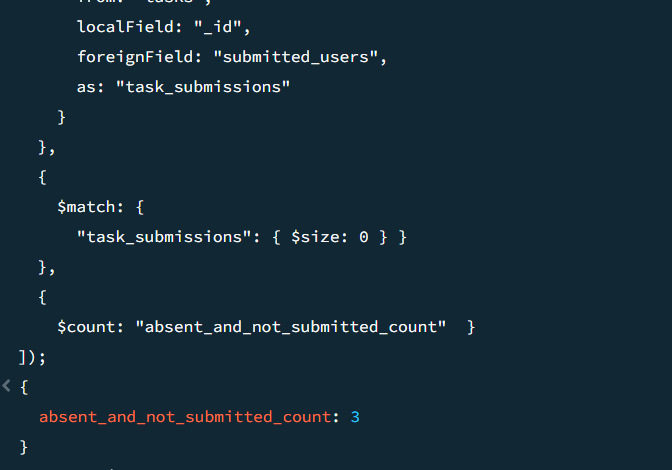 from: "tasks",
localField: "_id",
foreignField: "submitted_users",
as: "task_submissions"
}
},
{
$match: {
"task_submissions": { $size: 0 } }
},
{
$count: "absent_and_not_submitted_count"  }
]);
< {
absent_and_not_submitted_count: 3
}